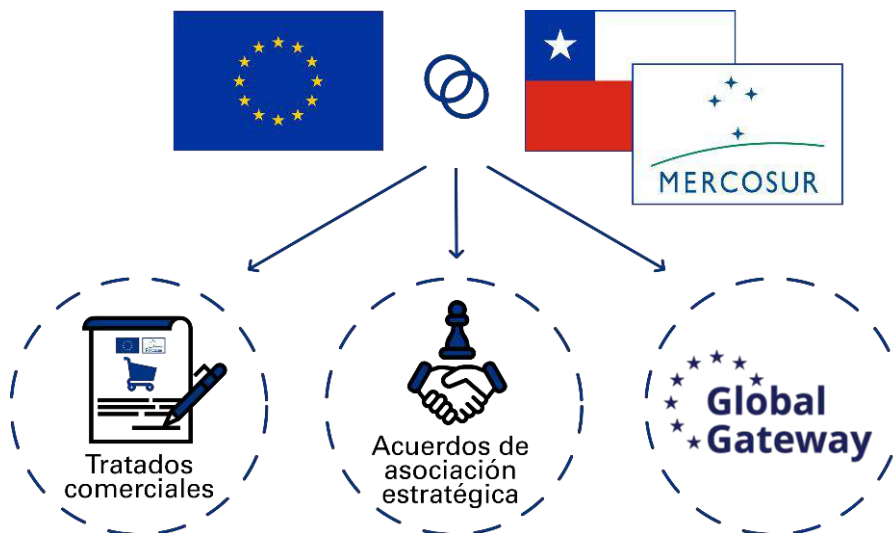 MERCOSUR
Tratados
comerciales
Acuerdos de
asociación
estratégica
Global
Gateway